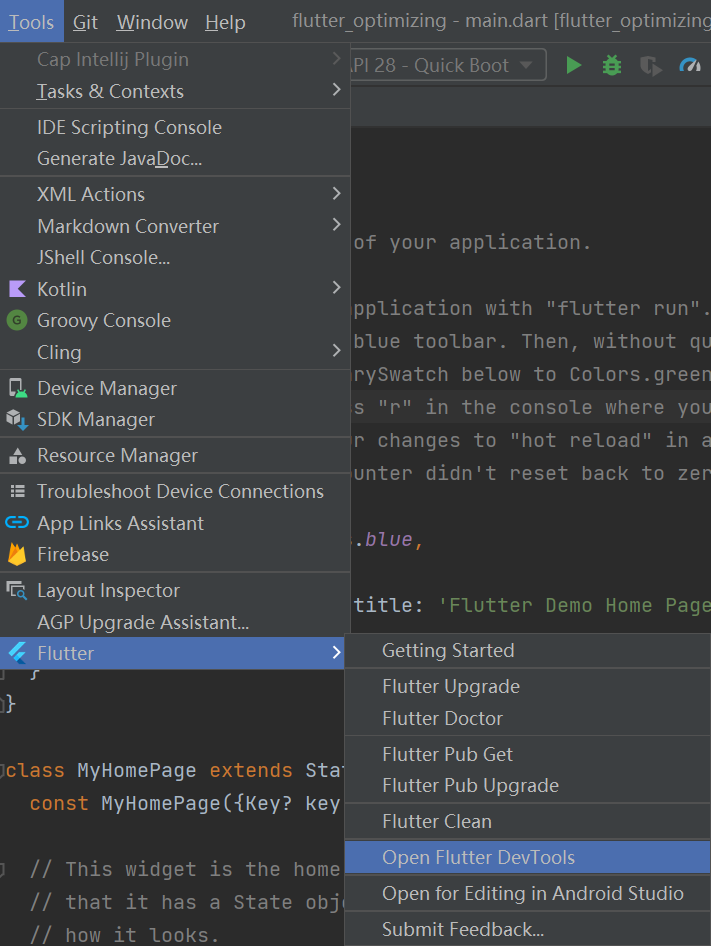 Tools Git Window Help flutter_optimizing - main.dart [flutter_optimizing
Cap Intellij Plugin
API 28 - Quick Boot
Tasks & Contexts
IDE Scripting Console
Generate JavaDoc...
XML Actions
Markdown Converter
of your application.
JShell Console...
Kotlin
application with "flutter run".
G Groovy Console
blue toolbar. Then, without qu
Cling
rySwatch below to Colors.green
Device Manager
s "r" in the console where you
SDK Manager
r changes to "hot reload" in a
Resource Manager
unter didn't reset back to zer
Troubleshoot Device Connections
App Links Assistant
.blue,
Firebase
Layout Inspector
title: 'Flutter Demo Home Page
AGP Upgrade Assistant...
Flutter
Getting Started
}
Flutter Upgrade
}
Flutter Doctor
Flutter Pub Get
class MyHomePage extends Stat
Flutter Pub Upgrade
const MyHomePage({Key? key
Flutter Clean
Open Flutter DevTools
// This widget is the home
Open for Editing in Android Studio
// that it has a State obj
Submit Feedback...
// how it looks.